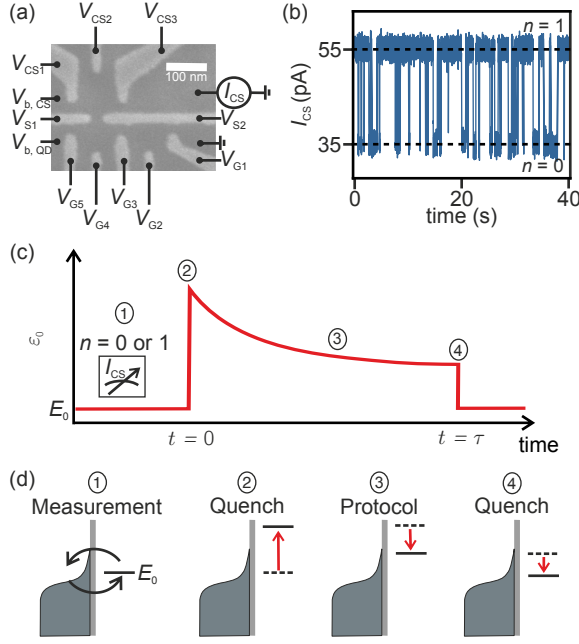 (a)
V_CS2
V_CS3
V_CS1
100 nm
V_b, CS
I_CS
V_S1
V_S2
V_b, QD
V_G1
V_G5
V_G3
V_G4
V_G2
(b)
I_CS (pA)
n = 1
55
35
n = 0
0 20 40
time (s)
(c)
ε_0
①
②
③
④
n = 0 or 1
I_CS
E_0
t = 0
t = τ
time
(d)
① ② ③ ④
Measurement Quench Protocol Quench
E_0